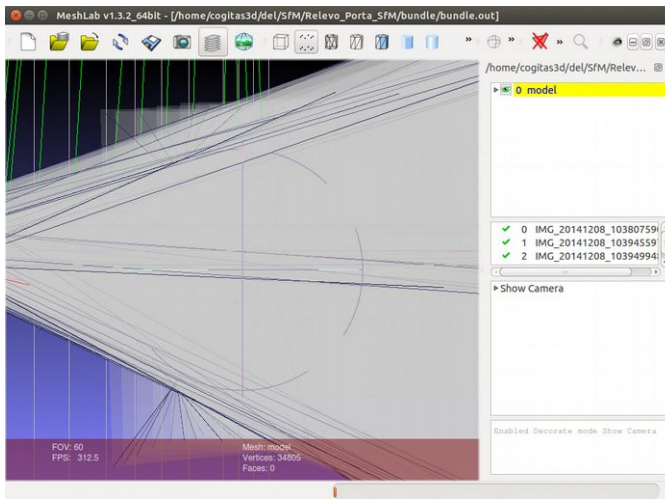 MeshLab v1.3.2_64bit - [/home/cogitas3d/del/SfM/Relevo_Porta_SfM/bundle/bundle.out]
/home/cogitas3d/del/SfM/Relev...
0 model
0 IMG_20141208_103807590
1 IMG_20141208_10394559
2 IMG_20141208_10394994
Show Camera
Enabled Decorate mode Show Camera
FOV: 60
FPS: 312.5
Mesh: model
Vertices: 34805
Faces: 0